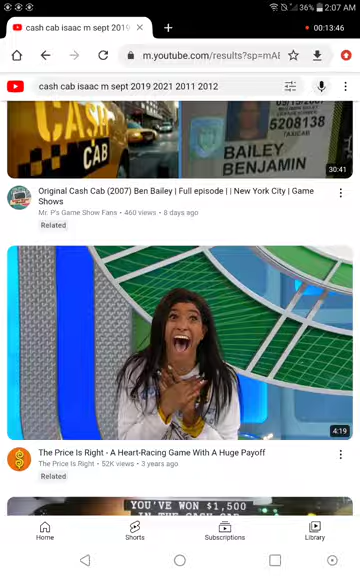 36% 2:07 AM
cash cab isaac m sept 2019
00:13:46
m.youtube.com/results?sp=mAE
cash cab isaac m sept 2019 2021 2011 2012
CASH
CAB
5208138
TAXICAB
BAILEY
BENJAMIN
30:41
Original Cash Cab (2007) Ben Bailey | Full episode | | New York City | Game
Shows
Mr. P's Game Show Fans • 460 views • 8 days ago
Related
4:19
The Price Is Right - A Heart-Racing Game With A Huge Payoff
The Price Is Right • 52K views • 3 years ago
Related
YOU'VE WON $1,500
IN THE CASH CAB
Home
Shorts
Subscriptions
Library